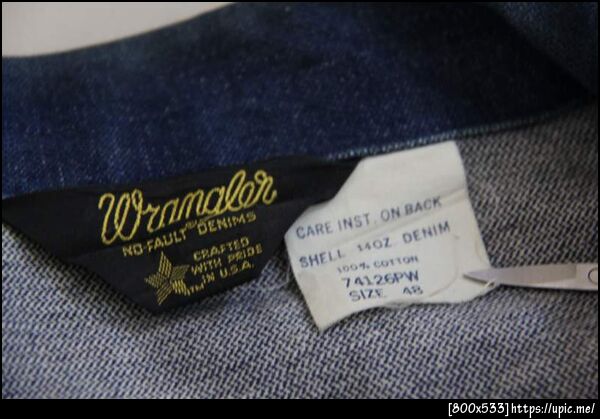 Wrangler
NO-FAULT DENIMS
CRAFTED
WITH PRIDE
IN U.S.A.
CARE INST. ON BACK
SHELL 14OZ DENIM
100% COTTON
74126PW
SIZE 48
[800x533]https://upic.me/